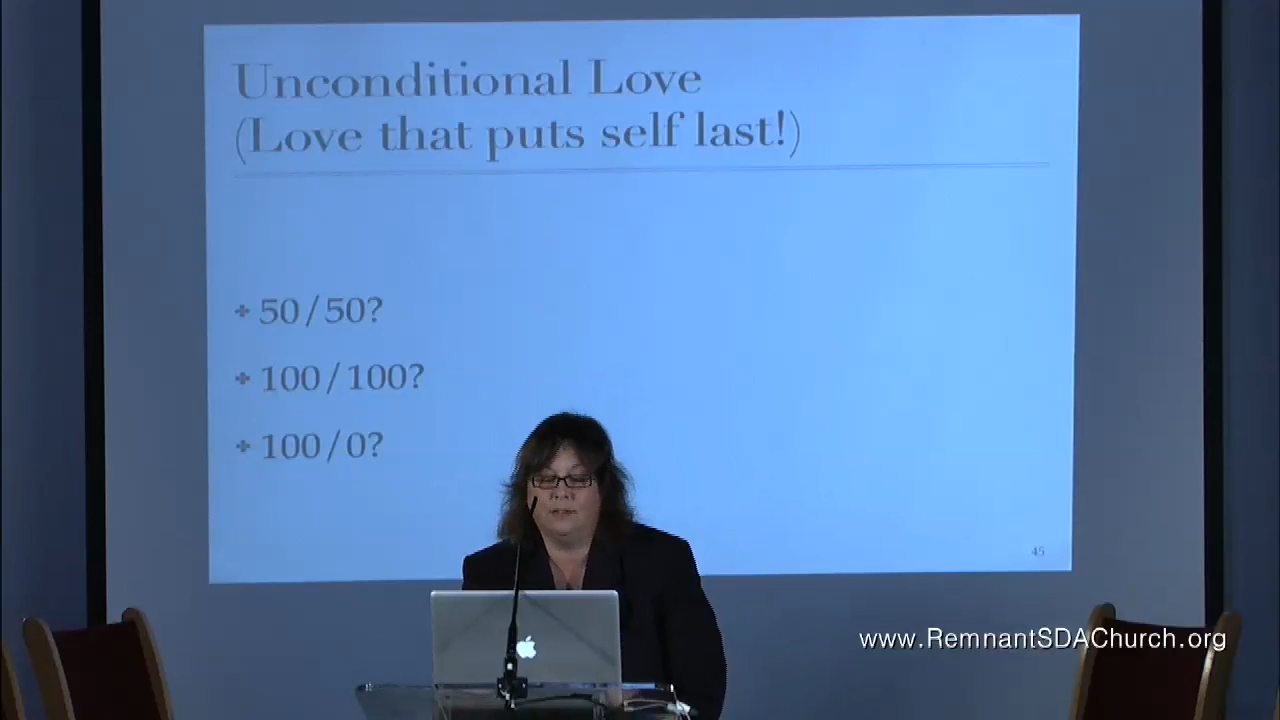 Unconditional Love
(Love that puts self last!)
50/50?
100/100?
100/0?
45
www.RemnantSDAChurch.org